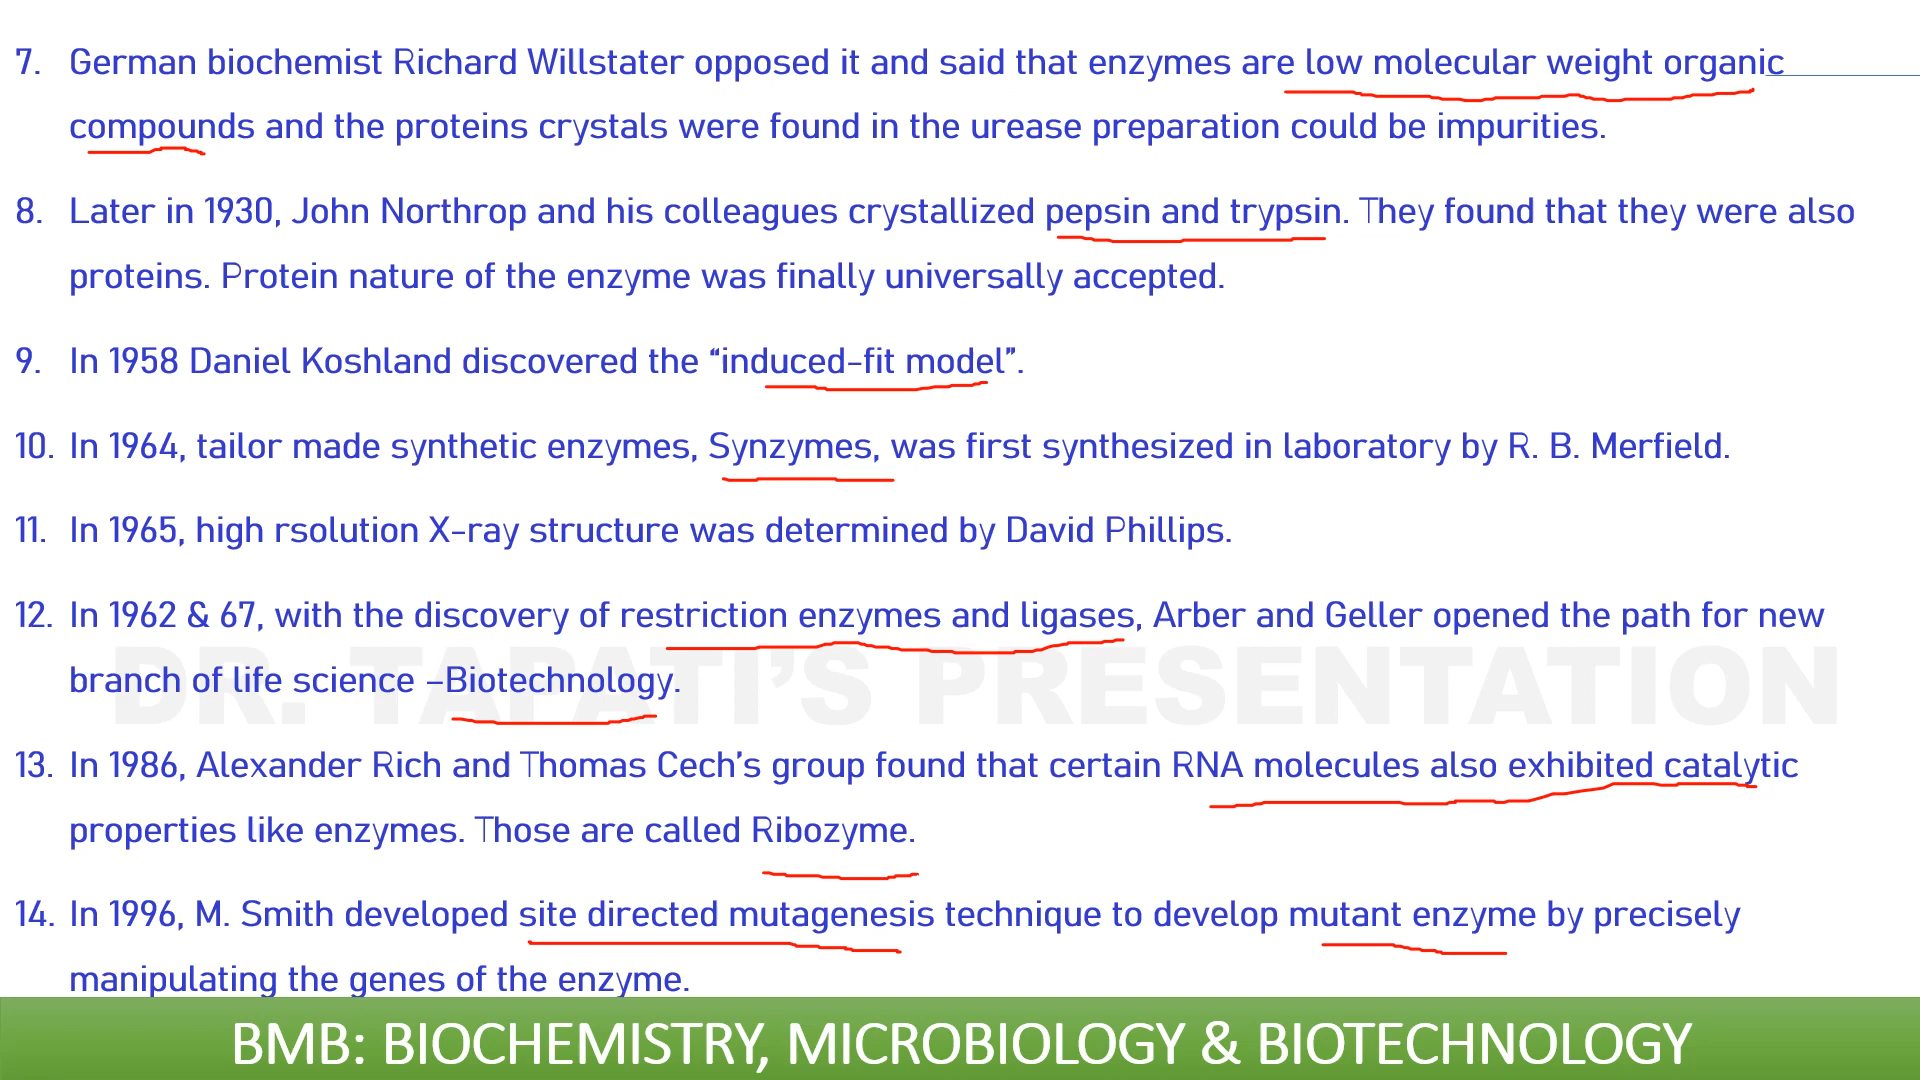 7. German biochemist Richard Willstater opposed it and said that enzymes are low molecular weight organic
compounds and the proteins crystals were found in the urease preparation could be impurities.
8. Later in 1930, John Northrop and his colleagues crystallized pepsin and trypsin. They found that they were also
proteins. Protein nature of the enzyme was finally universally accepted.
9. In 1958 Daniel Koshland discovered the “induced-fit model”.
10. In 1964, tailor made synthetic enzymes, Synzymes, was first synthesized in laboratory by R. B. Merfield.
11. In 1965, high rsolution X-ray structure was determined by David Phillips.
12. In 1962 & 67, with the discovery of restriction enzymes and ligases, Arber and Geller opened the path for new
branch of life science –Biotechnology.
DR. TAPATI’S PRESENTATION
13. In 1986, Alexander Rich and Thomas Cech’s group found that certain RNA molecules also exhibited catalytic
properties like enzymes. Those are called Ribozyme.
14. In 1996, M. Smith developed site directed mutagenesis technique to develop mutant enzyme by precisely
manipulating the genes of the enzyme.
BMB: BIOCHEMISTRY, MICROBIOLOGY & BIOTECHNOLOGY